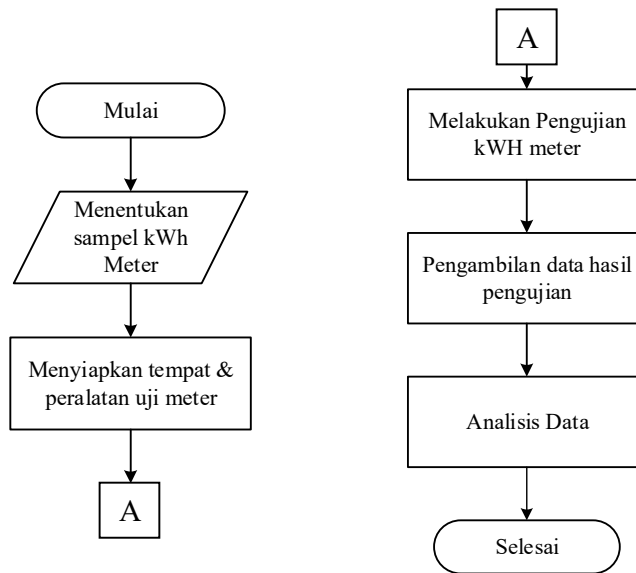 Mulai
Menentukan
sampel kWh
Meter
Menyiapkan tempat &
peralatan uji meter
A
A
Melakukan Pengujian
kWH meter
Pengambilan data hasil
pengujian
Analisis Data
Selesai